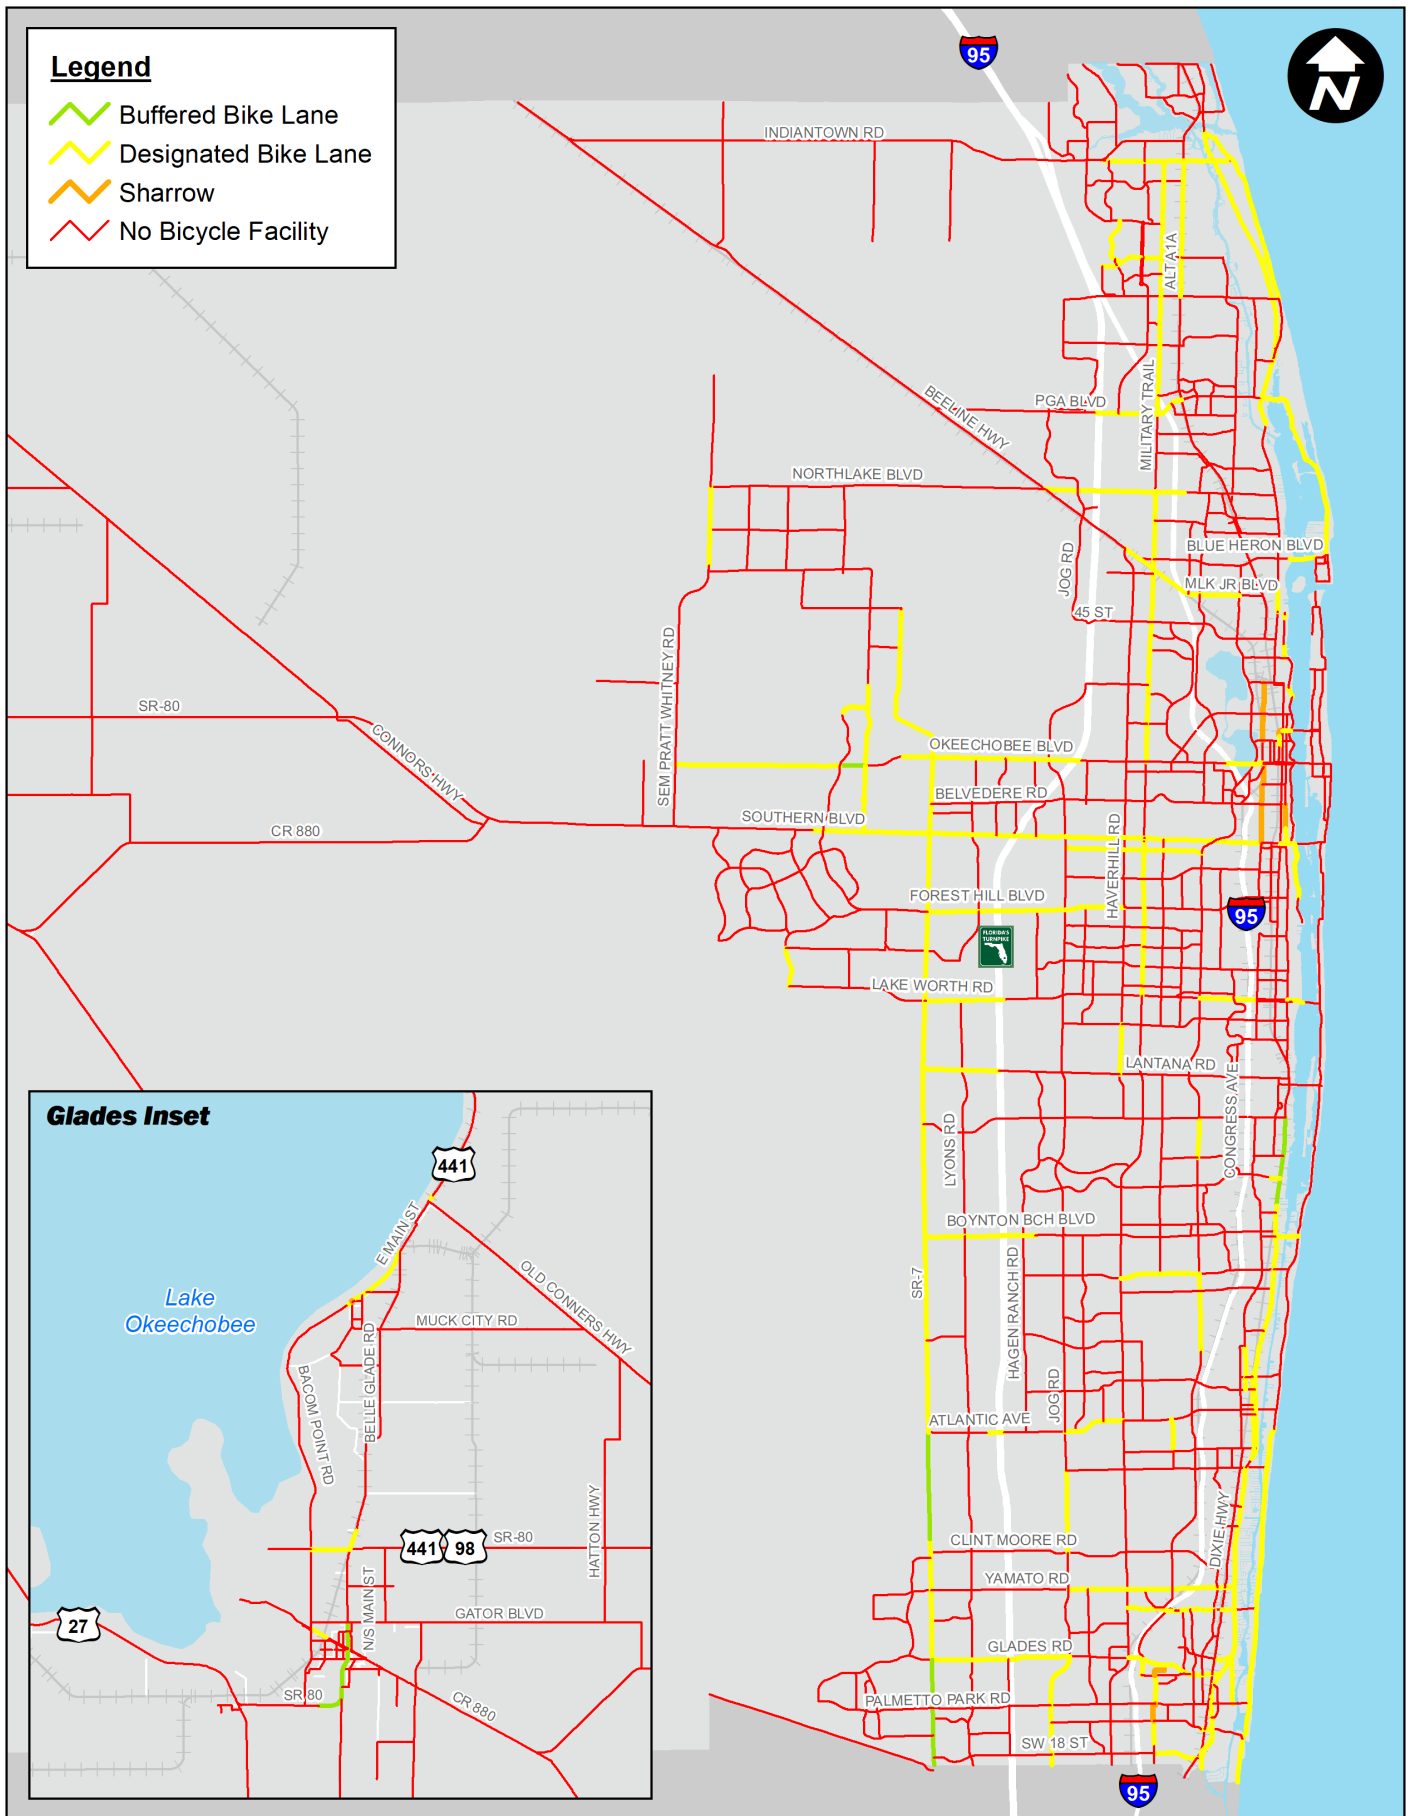 Legend
Buffered Bike Lane
Designated Bike Lane
Sharrow
No Bicycle Facility
95
N
INDIANTOWN RD
ALT A1A
BEELINE HWY
PGA BLVD
MILITARY TRAIL
NORTHLAKE BLVD
BLUE HERON BLVD
JOG RD
MLK JR BLVD
45 ST
SEM PRATT WHITNEY RD
SR-80
CONNORS HWY
OKEECHOBEE BLVD
BELVEDERE RD
SOUTHERN BLVD
CR 880
HAVERHILL RD
FOREST HILL BLVD
95
FLORIDA'S
TURNPIKE
LAKE WORTH RD
LANTANA RD
CONGRESS AVE
LYONS RD
BOYNTON BCH BLVD
SR-7
HAGEN RANCH RD
JOG RD
ATLANTIC AVE
DIXIE HWY
CLINT MOORE RD
YAMATO RD
GLADES RD
PALMETTO PARK RD
SW 18 ST
95
Glades Inset
441
E MAIN ST
OLD CONNERS HWY
Lake
Okeechobee
MUCK CITY RD
BELLE GLADE RD
BACOM POINT RD
HATTON HWY
441
98
SR-80
N/S MAIN ST
GATOR BLVD
27
SR 80
CR 880